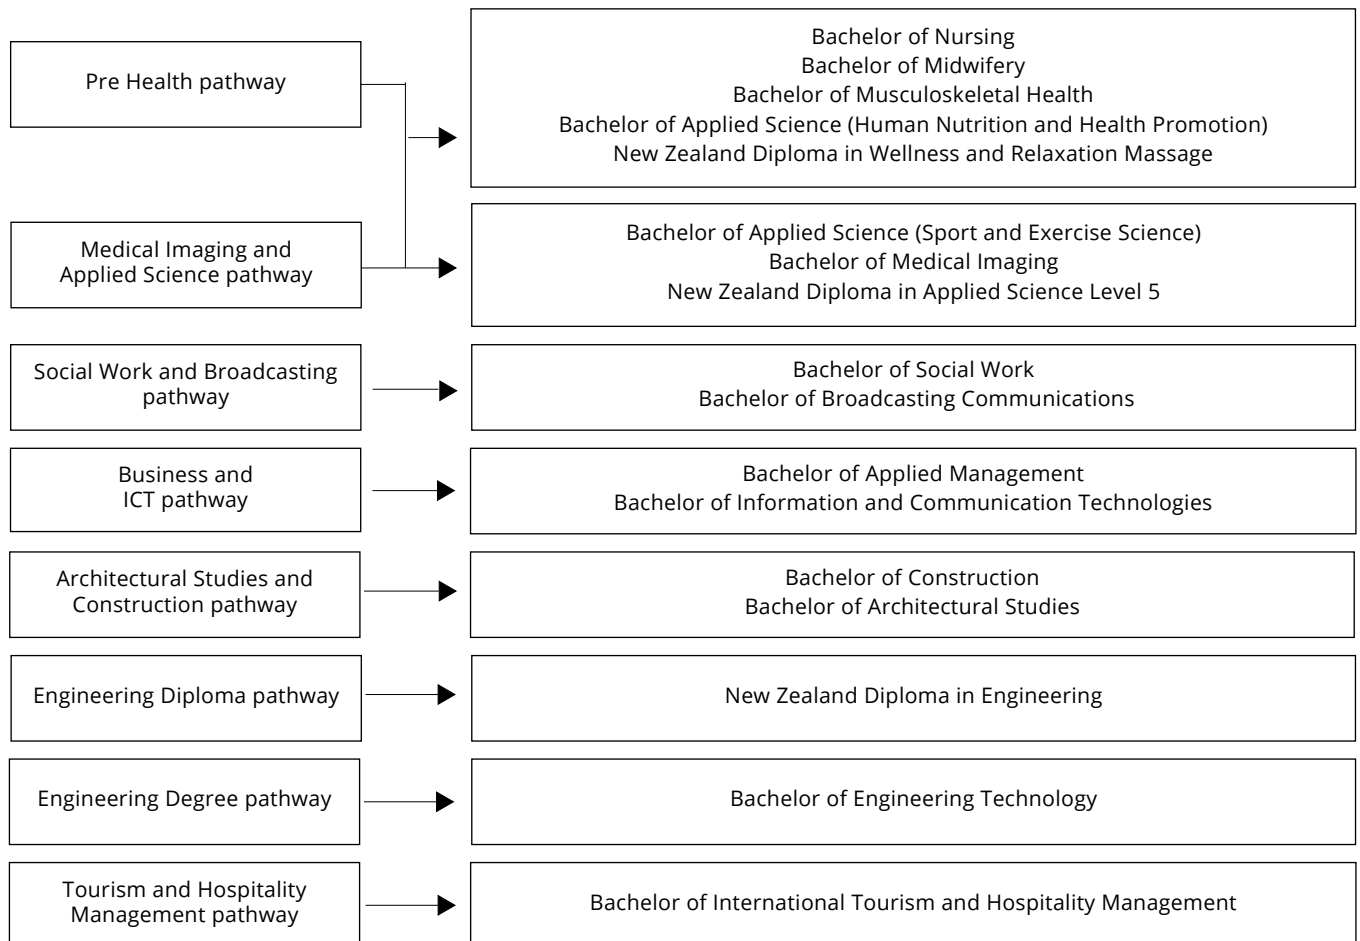 Pre Health pathway
Bachelor of Nursing
Bachelor of Midwifery
Bachelor of Musculoskeletal Health
Bachelor of Applied Science (Human Nutrition and Health Promotion)
New Zealand Diploma in Wellness and Relaxation Massage
Medical Imaging and
Applied Science pathway
Bachelor of Applied Science (Sport and Exercise Science)
Bachelor of Medical Imaging
New Zealand Diploma in Applied Science Level 5
Social Work and Broadcasting
pathway
Bachelor of Social Work
Bachelor of Broadcasting Communications
Business and
ICT pathway
Bachelor of Applied Management
Bachelor of Information and Communication Technologies
Architectural Studies and
Construction pathway
Bachelor of Construction
Bachelor of Architectural Studies
Engineering Diploma pathway
New Zealand Diploma in Engineering
Engineering Degree pathway
Bachelor of Engineering Technology
Tourism and Hospitality
Management pathway
Bachelor of International Tourism and Hospitality Management